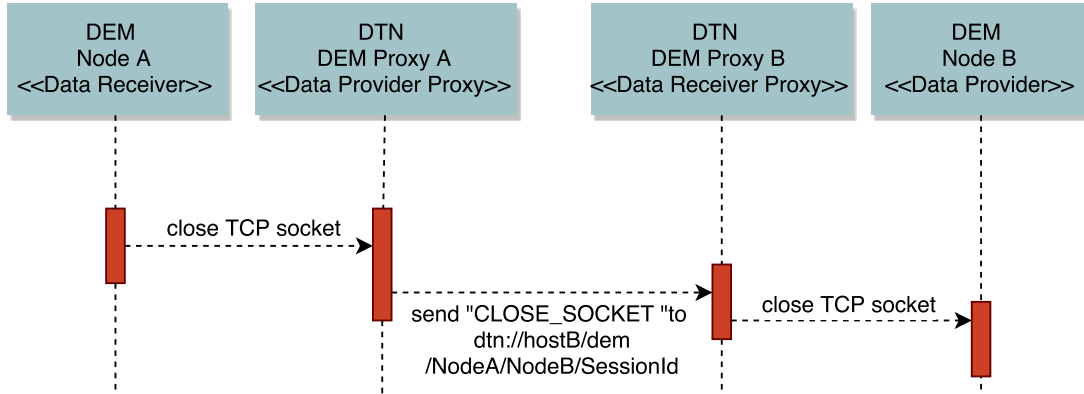 DEM
Node A
<<Data Receiver>>
DTN
DEM Proxy A
<<Data Provider Proxy>>
DTN
DEM Proxy B
<<Data Receiver Proxy>>
DEM
Node B
<<Data Provider>>
close TCP socket
send "CLOSE_SOCKET "to
dtn://hostB/dem
/NodeA/NodeB/SessionId
close TCP socket